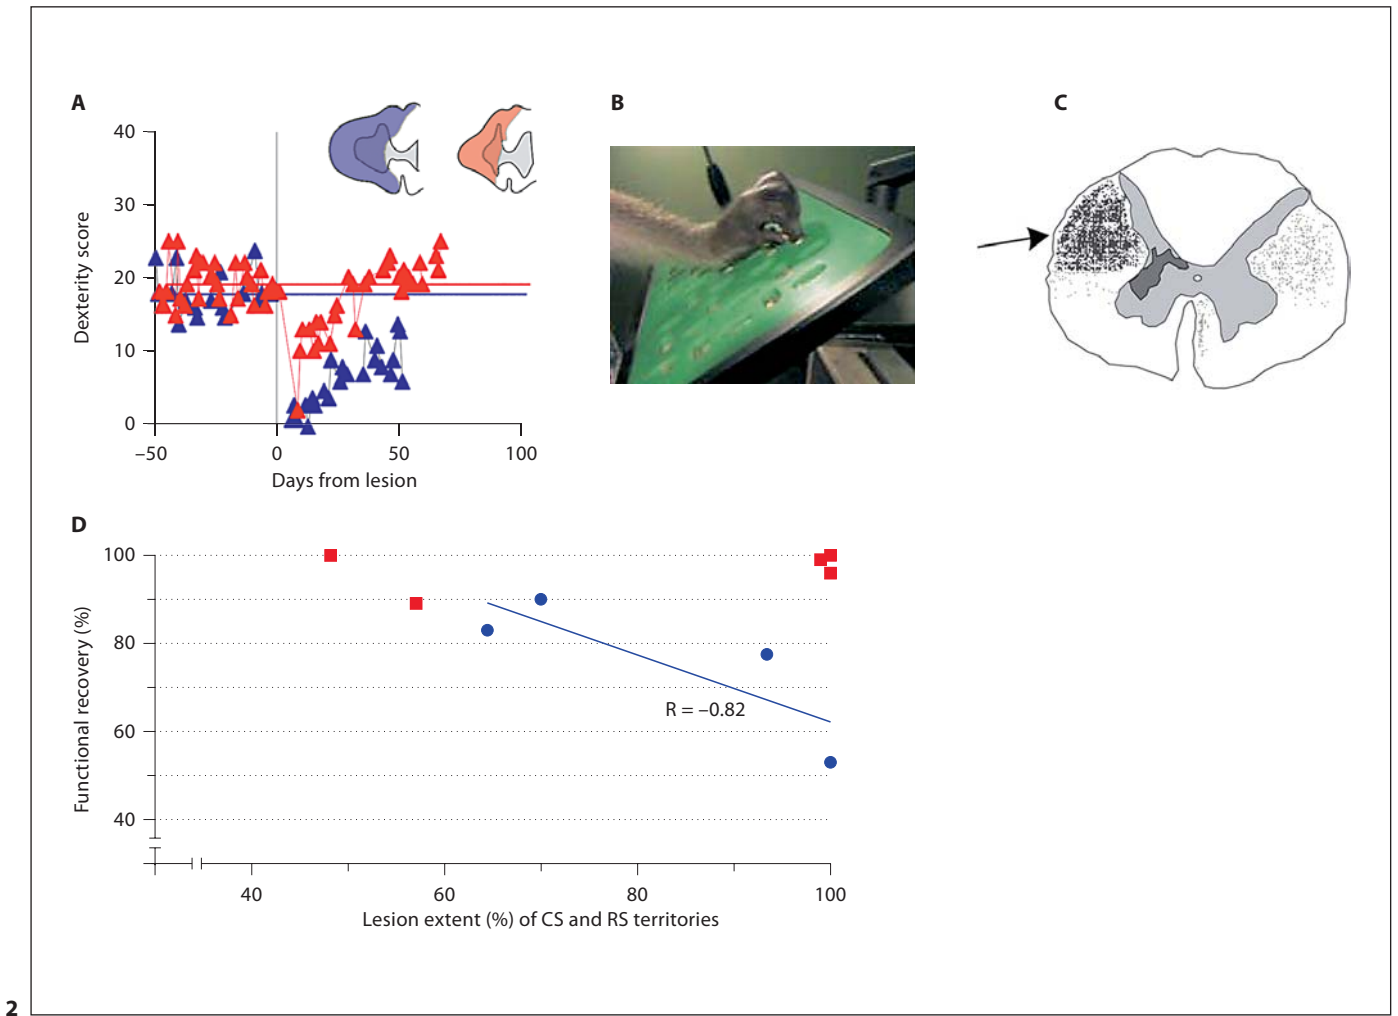 A
B
C
40
30
20
10
0
–50
0
50
100
Dexterity score
Days from lesion
D
100
80
60
40
Functional recovery (%)
R = –0.82
40
60
80
100
Lesion extent (%) of CS and RS territories
2